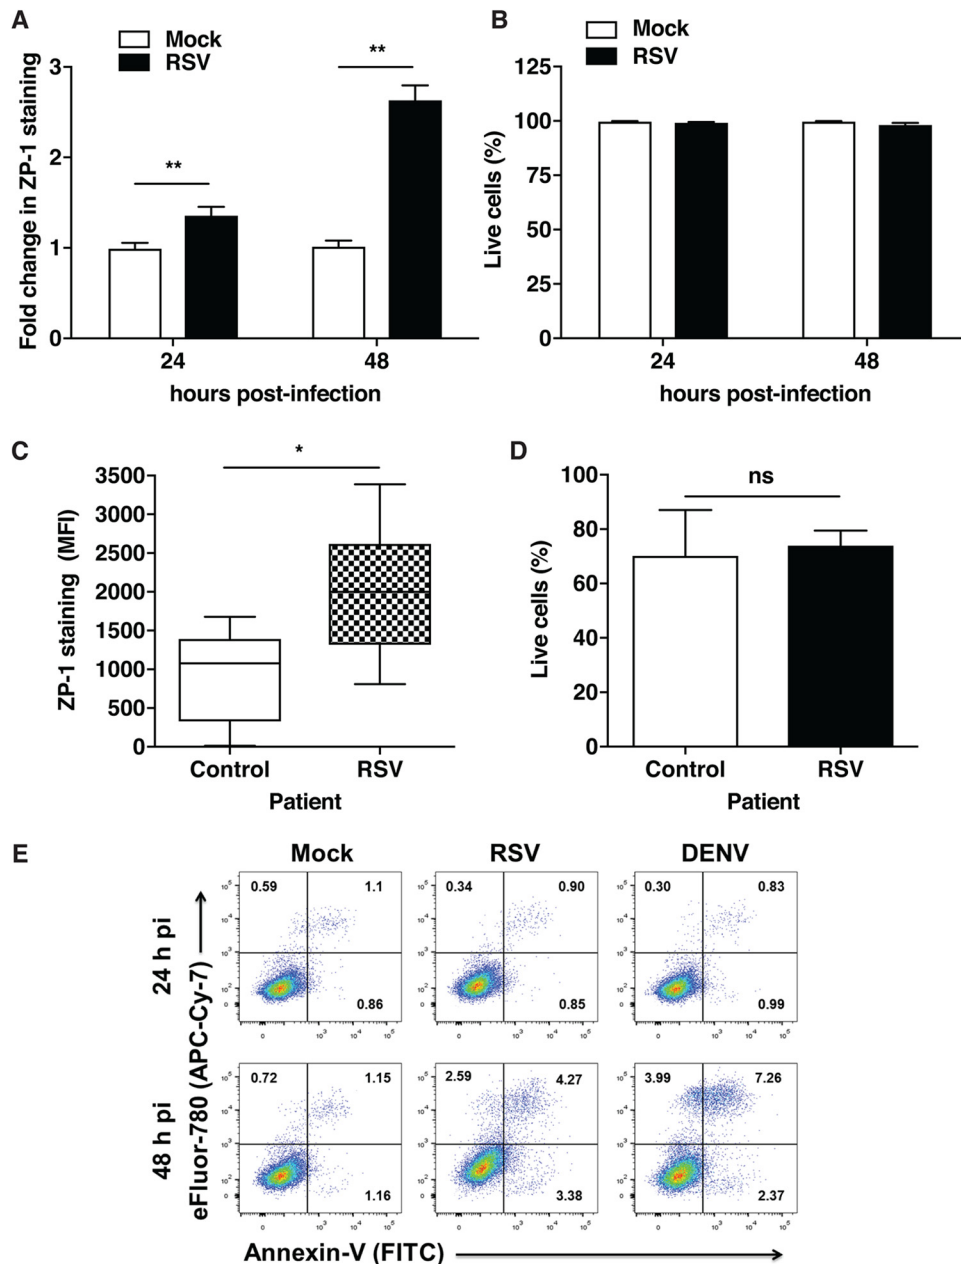 A
Mock
RSV
Fold change in ZP-1 staining
3
2
1
0
**
**
24
48
hours post-infection
B
Mock
RSV
Live cells (%)
125
100
75
50
25
0
24
48
hours post-infection
C
ZP-1 staining (MFI)
3500
3000
2500
2000
1500
1000
500
0
*
Control
RSV
Patient
D
Live cells (%)
100
80
60
40
20
0
ns
Control
RSV
Patient
E
Mock
RSV
DENV
24 h pi
0.59
1.1
0.86
0.34
0.90
0.85
0.30
0.83
0.99
48 h pi
0.72
1.15
1.16
2.59
4.27
3.38
3.99
7.26
2.37
eFluor-780 (APC-Cy-7)
Annexin-V (FITC)